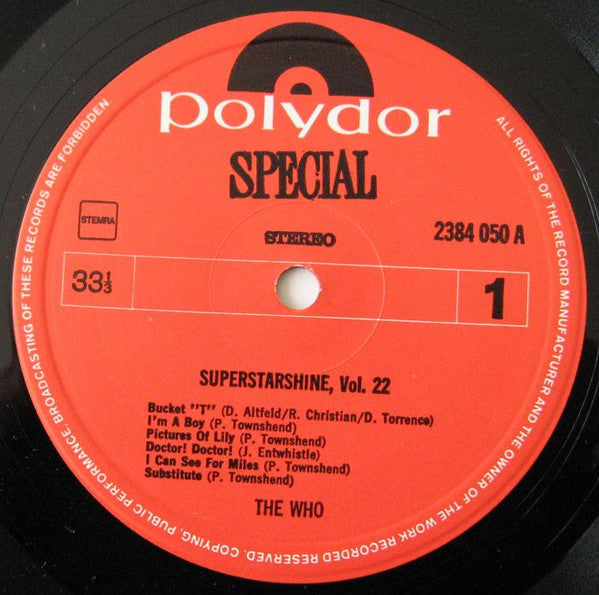 polydor
SPECIAL
STEMRA
STEREO
2384 050 A
33⅓
1
SUPERSTARSHINE, Vol. 22
Bucket "T" (D. Altfeld/R. Christian/D. Torrence)
I'm A Boy (P. Townshend)
Pictures Of Lily (P. Townshend)
Doctor! Doctor! (J. Entwhistle)
I Can See For Miles (P. Townshend)
Substitute (P. Townshend)
THE WHO
ALL RIGHTS OF THE RECORD MANUFACTURER AND THE OWNER OF THE WORK RECORDED RESERVED. COPYING, PUBLIC PERFORMANCE, BROADCASTING OF THESE RECORDS ARE FORBIDDEN.